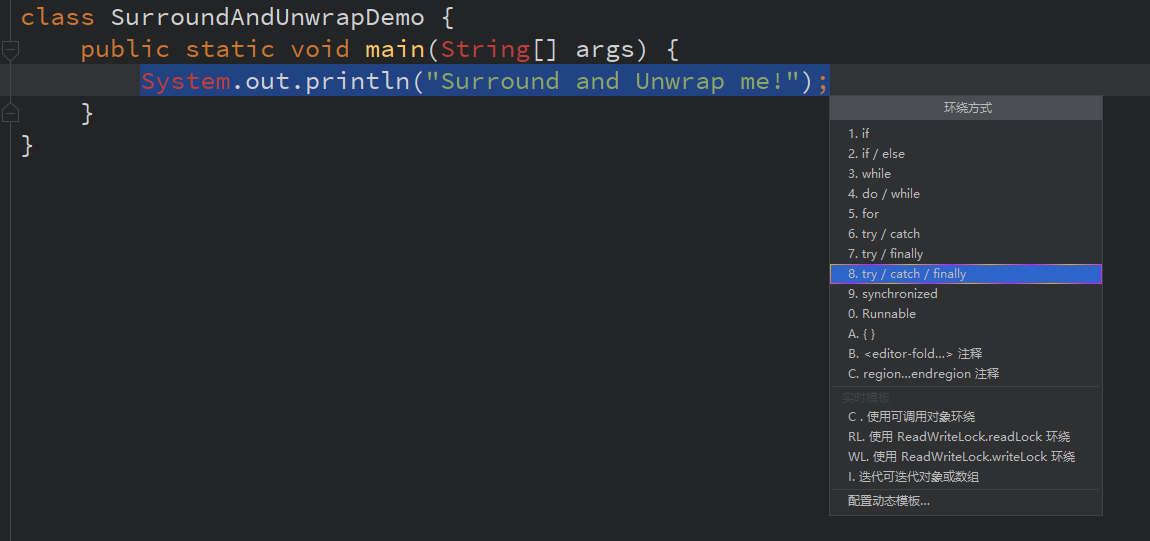 class SurroundAndUnwrapDemo {
public static void main(String[] args) {
System.out.println("Surround and Unwrap me!");
}
}
环绕方式
1. if
2. if / else
3. while
4. do / while
5. for
6. try / catch
7. try / finally
8. try / catch / finally
9. synchronized
0. Runnable
A. { }
B. <editor-fold...> 注释
C. region...endregion 注释
实时模板
C . 使用可调用对象环绕
RL. 使用 ReadWriteLock.readLock 环绕
WL. 使用 ReadWriteLock.writeLock 环绕
I. 迭代可迭代对象或数组
配置动态模板...